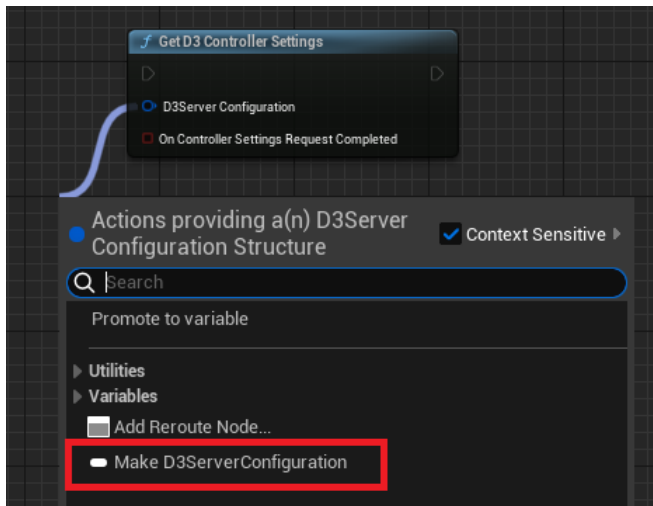 f Get D3 Controller Settings
D3Server Configuration
On Controller Settings Request Completed
Actions providing a(n) D3Server
Configuration Structure
Context Sensitive
Search
Promote to variable
Utilities
Variables
Add Reroute Node...
Make D3ServerConfiguration